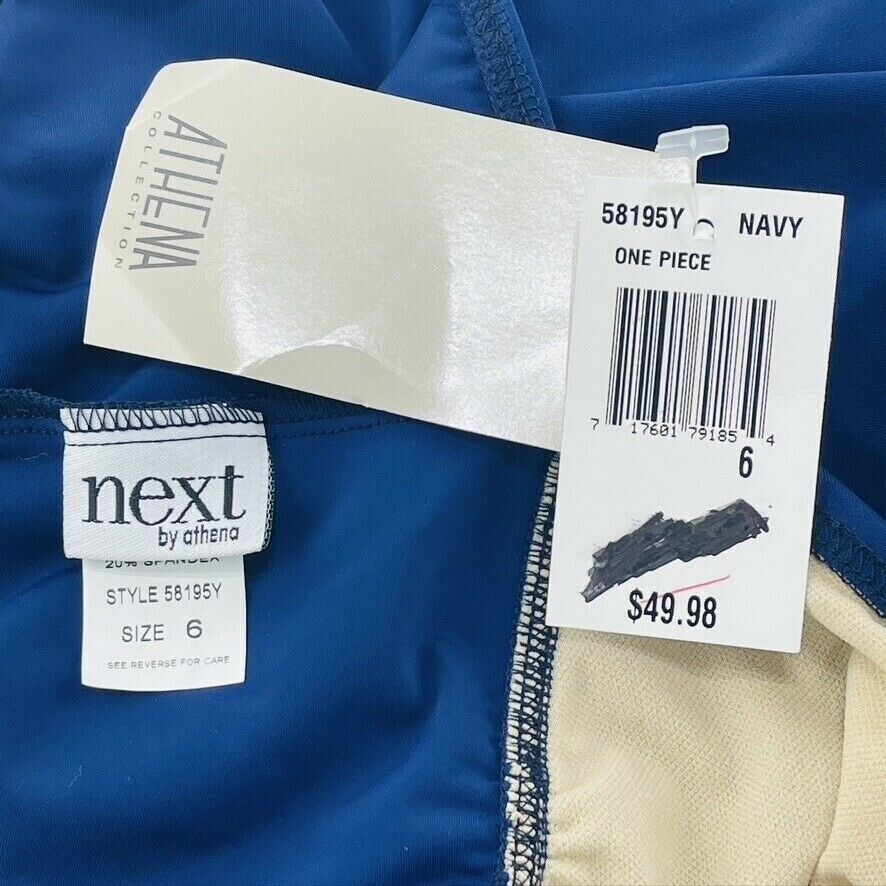 ATHENA
COLLECTION
58195Y NAVY
ONE PIECE
7 17601 79185 4
6
$49.98
next
by athena
20% SPANDEX
STYLE 58195Y
SIZE 6
SEE REVERSE FOR CARE